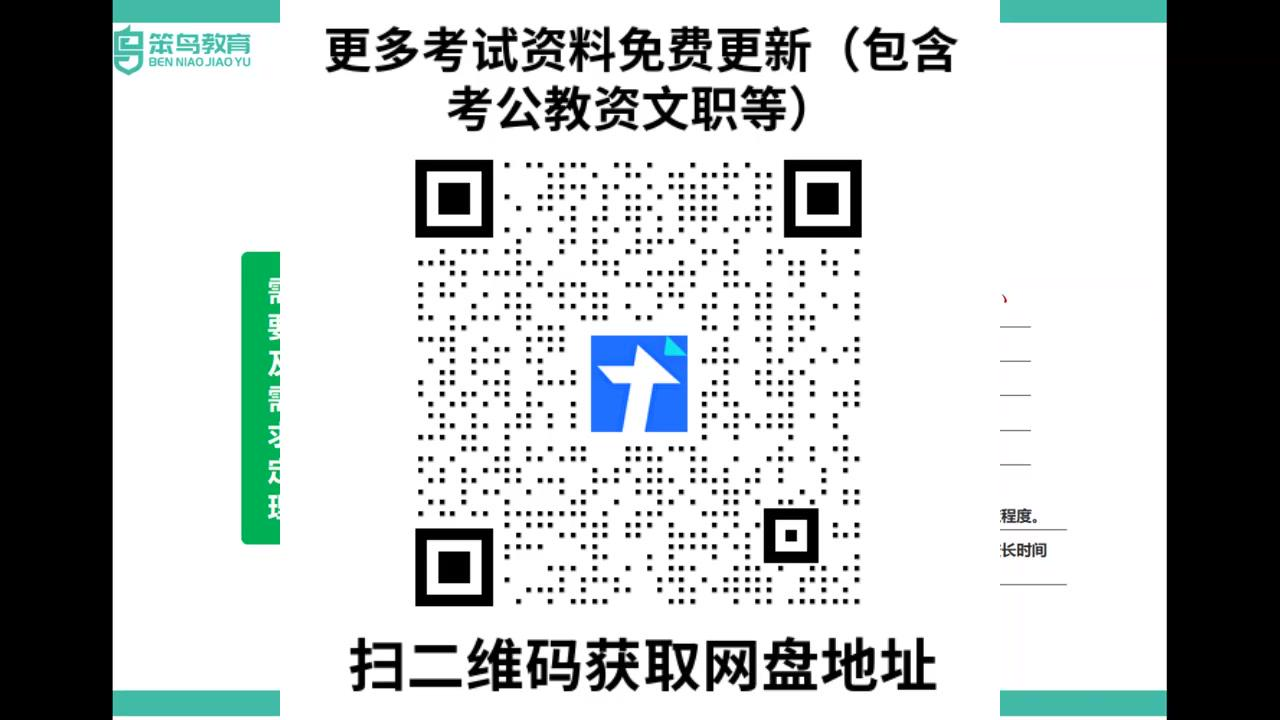 笨鸟教育
BEN NIAO JIAO YU
更多考试资料免费更新（包含
考公教资文职等）
程度。
长时间
扫二维码获取网盘地址